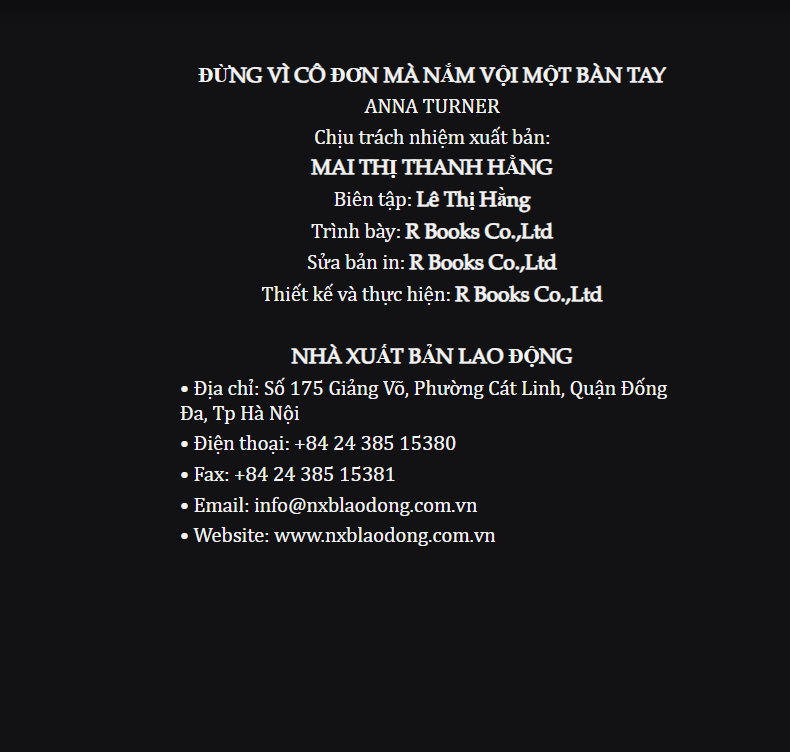 ĐỪNG VÌ CÔ ĐƠN MÀ NẮM VỘI MỘT BÀN TAY
ANNA TURNER
Chịu trách nhiệm xuất bản:
MAI THỊ THANH HẰNG
Biên tập: Lê Thị Hằng
Trình bày: R Books Co.,Ltd
Sửa bản in: R Books Co.,Ltd
Thiết kế và thực hiện: R Books Co.,Ltd
NHÀ XUẤT BẢN LAO ĐỘNG
• Địa chỉ: Số 175 Giảng Võ, Phường Cát Linh, Quận Đống
Đa, Tp Hà Nội
• Điện thoại: +84 24 385 15380
• Fax: +84 24 385 15381
• Email: info@nxblaodong.com.vn
• Website: www.nxblaodong.com.vn